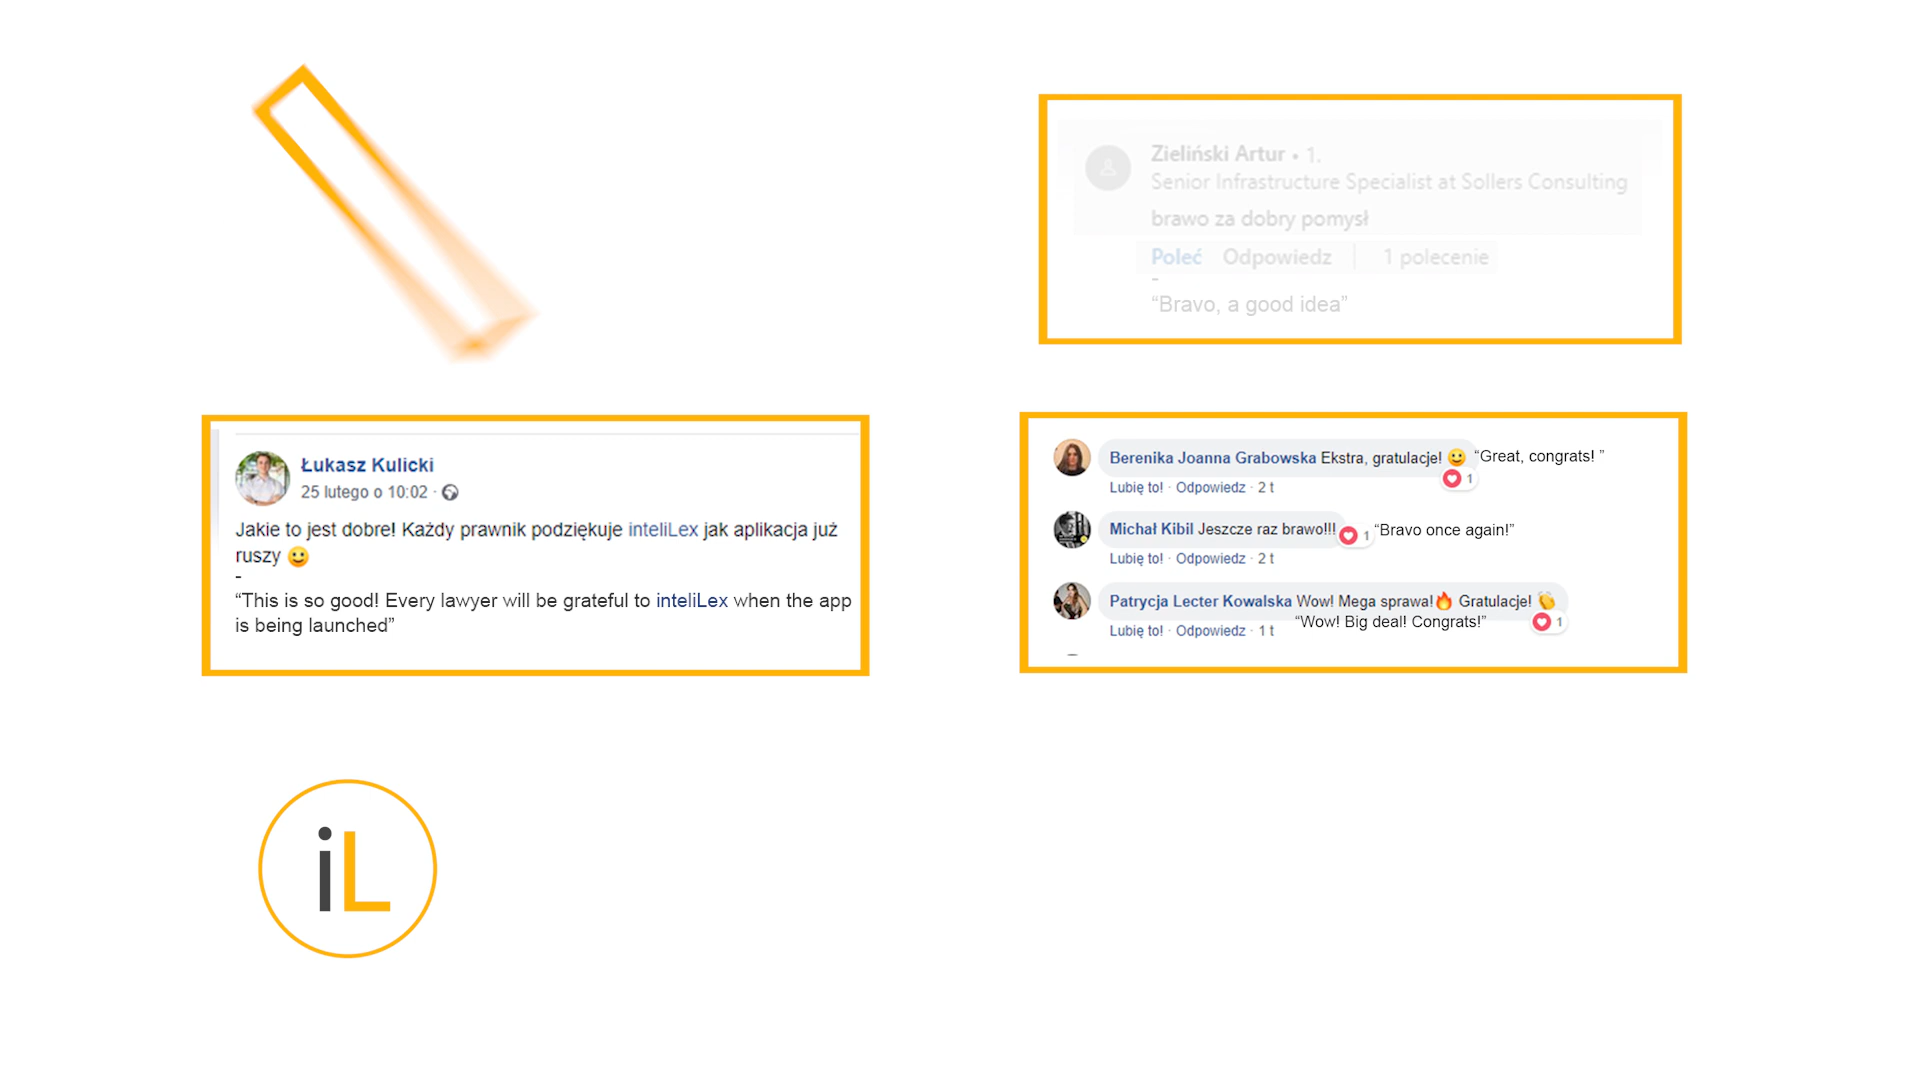 Zieliński Artur • 1.
Senior Infrastructure Specialist at Sollers Consulting
brawo za dobry pomysł
Poleć Odpowiedz 1 polecenie
-
“Bravo, a good idea”
Łukasz Kulicki
25 lutego o 10:02 ·
Jakie to jest dobre! Każdy prawnik podziękuje inteliLex jak aplikacja już
ruszy 🙂
-
“This is so good! Every lawyer will be grateful to inteliLex when the app
is being launched”
Berenika Joanna Grabowska Ekstra, gratulacje! 🙂 “Great, congrats! ”
1
Lubię to! · Odpowiedz · 2 t
Michał Kibil Jeszcze raz brawo!!! 1 “Bravo once again!”
Lubię to! · Odpowiedz · 2 t
Patrycja Lecter Kowalska Wow! Mega sprawa!🔥 Gratulacje! 👏
“Wow! Big deal! Congrats!” 1
Lubię to! · Odpowiedz · 1 t
iL